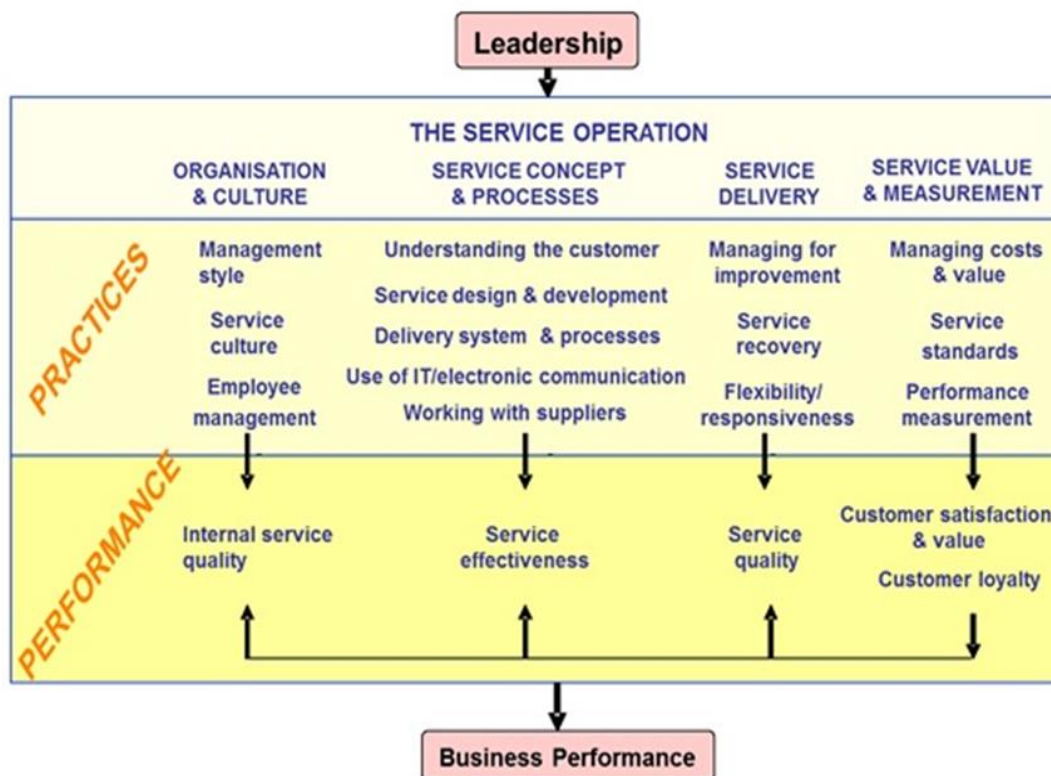 Leadership
THE SERVICE OPERATION
ORGANISATION
& CULTURE
SERVICE CONCEPT
& PROCESSES
SERVICE
DELIVERY
SERVICE VALUE
& MEASUREMENT
PRACTICES
Management
style
Service
culture
Employee
management
Understanding the customer
Service design & development
Delivery system & processes
Use of IT/electronic communication
Working with suppliers
Managing for
improvement
Service
recovery
Flexibility/
responsiveness
Managing costs
& value
Service
standards
Performance
measurement
PERFORMANCE
Internal service
quality
Service
effectiveness
Service
quality
Customer satisfaction
& value
Customer loyalty
Business Performance